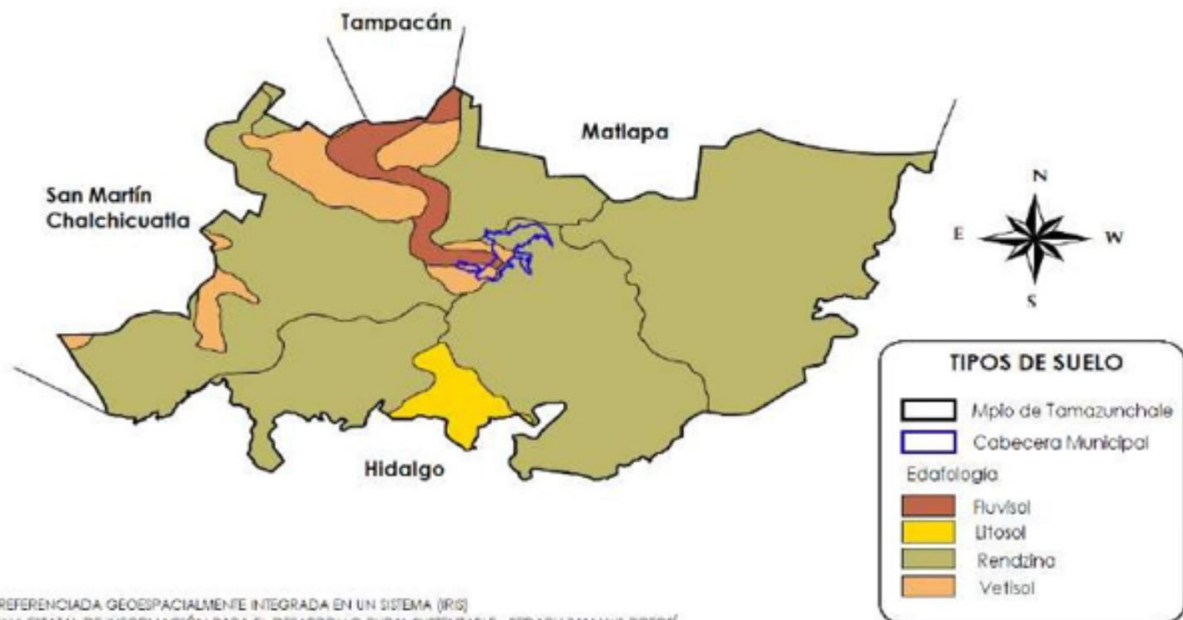 Tampacán
Matlapa
San Martín
Chalchicuatla
N
E
W
S
Hidalgo
TIPOS DE SUELO
Mpio de Tamazunchale
Cabecera Municipal
Edafología
Fluvisol
Litosol
Rendzina
Vetisol
REFERENCIADA GEOESPACIALMENTE INTEGRADA EN UN SISTEMA (IRIS)